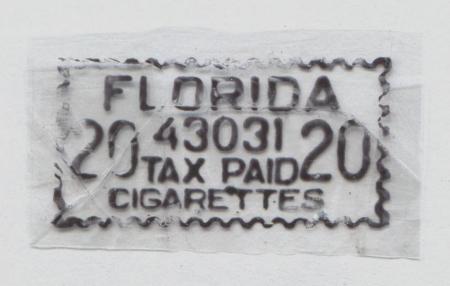 FLORIDA
20 43031 20
TAX PAID
CIGARETTES